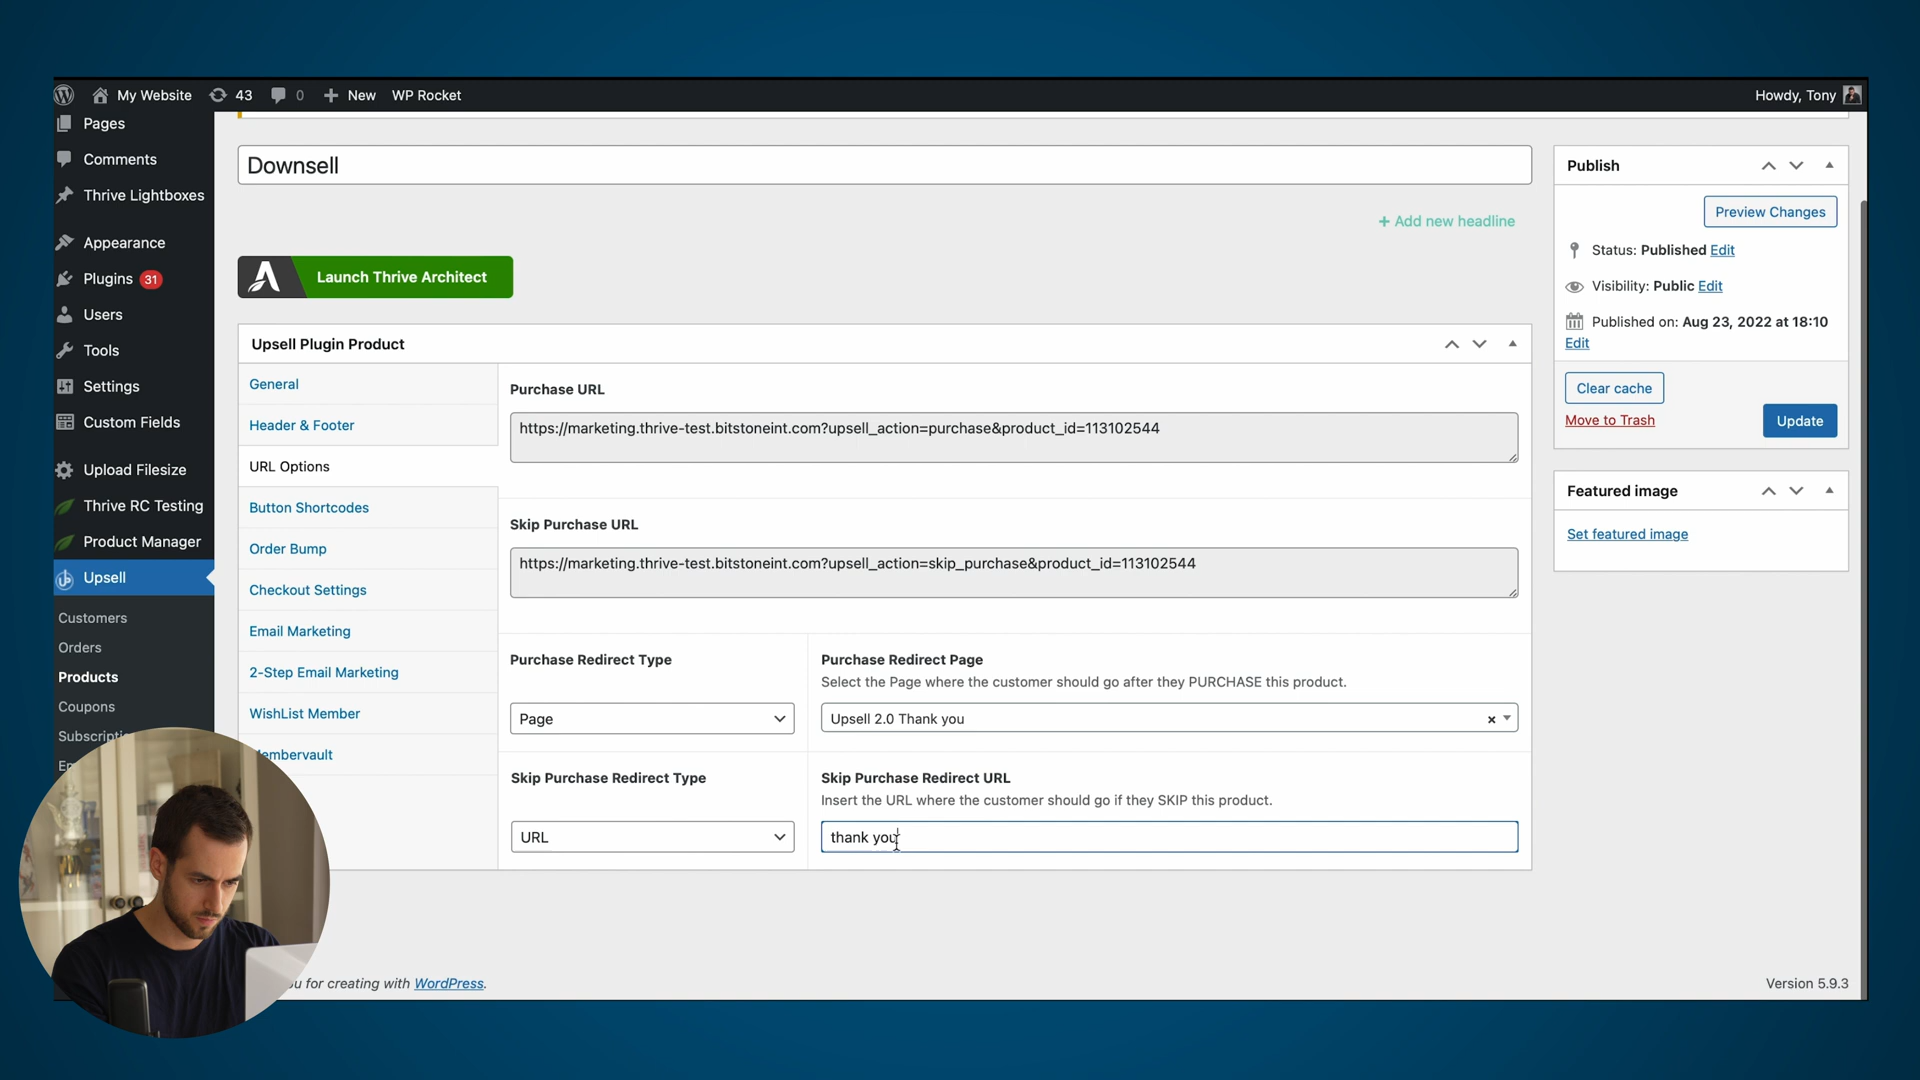 My Website
43
0
New
WP Rocket
Howdy, Tony
Pages
Comments
Thrive Lightboxes
Appearance
Plugins 31
Users
Tools
Settings
Custom Fields
Upload Filesize
Thrive RC Testing
Product Manager
Upsell
Customers
Orders
Products
Coupons
Downsell
+ Add new headline
Launch Thrive Architect
Upsell Plugin Product
General
Header & Footer
URL Options
Button Shortcodes
Order Bump
Checkout Settings
Email Marketing
2-Step Email Marketing
WishList Member
embervault
Purchase URL
https://marketing.thrive-test.bitstoneint.com?upsell_action=purchase&product_id=113102544
Skip Purchase URL
https://marketing.thrive-test.bitstoneint.com?upsell_action=skip_purchase&product_id=113102544
Purchase Redirect Type
Page
Purchase Redirect Page
Select the Page where the customer should go after they PURCHASE this product.
Upsell 2.0 Thank you
Skip Purchase Redirect Type
URL
Skip Purchase Redirect URL
Insert the URL where the customer should go if they SKIP this product.
thank you
Publish
Preview Changes
Status: Published Edit
Visibility: Public Edit
Published on: Aug 23, 2022 at 18:10
Edit
Clear cache
Move to Trash
Update
Featured image
Set featured image
for creating with WordPress.
Version 5.9.3